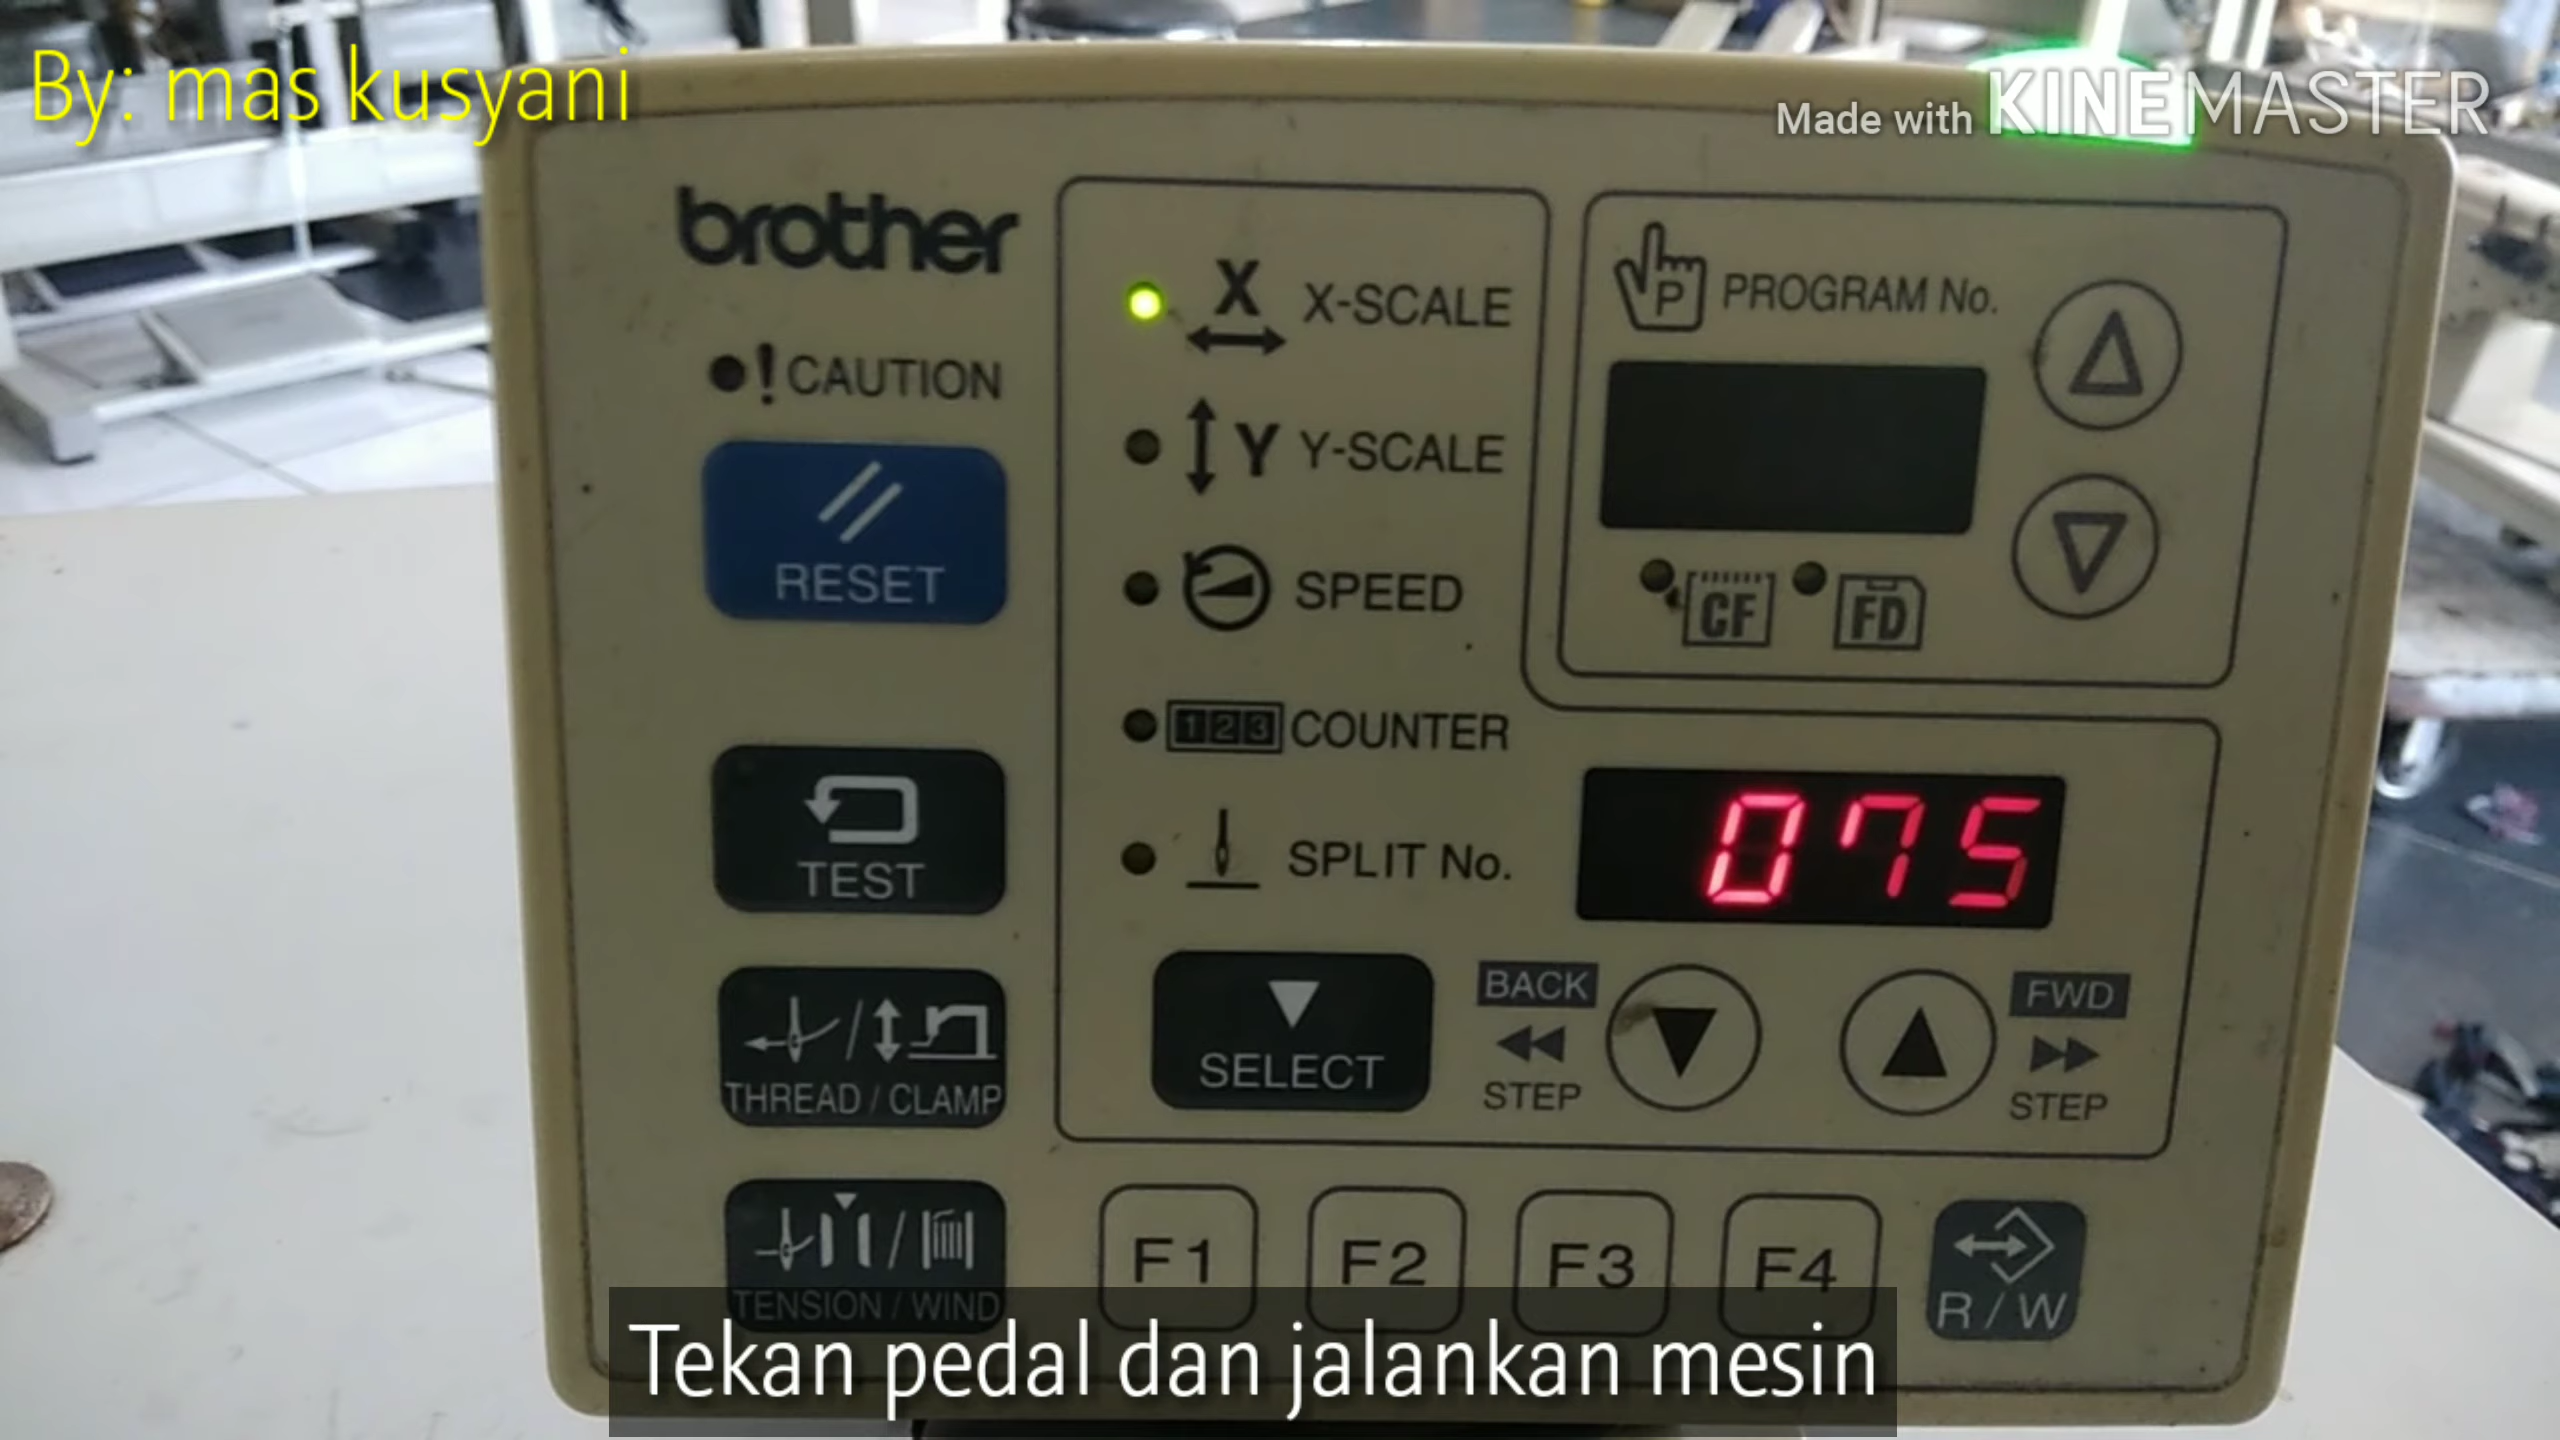 By: mas kusyani
Made with KINEMASTER
brother
! CAUTION
RESET
TEST
THREAD / CLAMP
TENSION / WIND
X X-SCALE
Y Y-SCALE
SPEED
123 COUNTER
SPLIT No.
SELECT
P PROGRAM No.
CF FD
075
BACK
STEP
FWD
STEP
F1 F2 F3 F4
R / W
Tekan pedal dan jalankan mesin